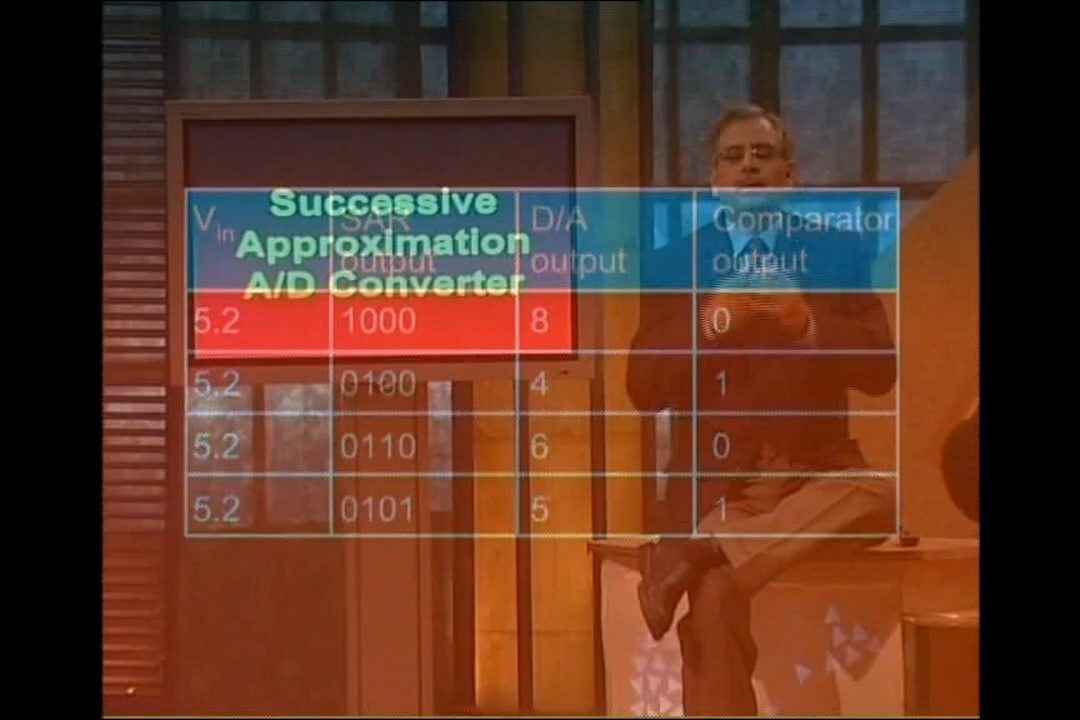 Successive
Approximation
A/D Converter
Vin SAR output D/A output Comparator output
5.2 1000 8 0
5.2 0100 4 1
5.2 0110 6 0
5.2 0101 5 1